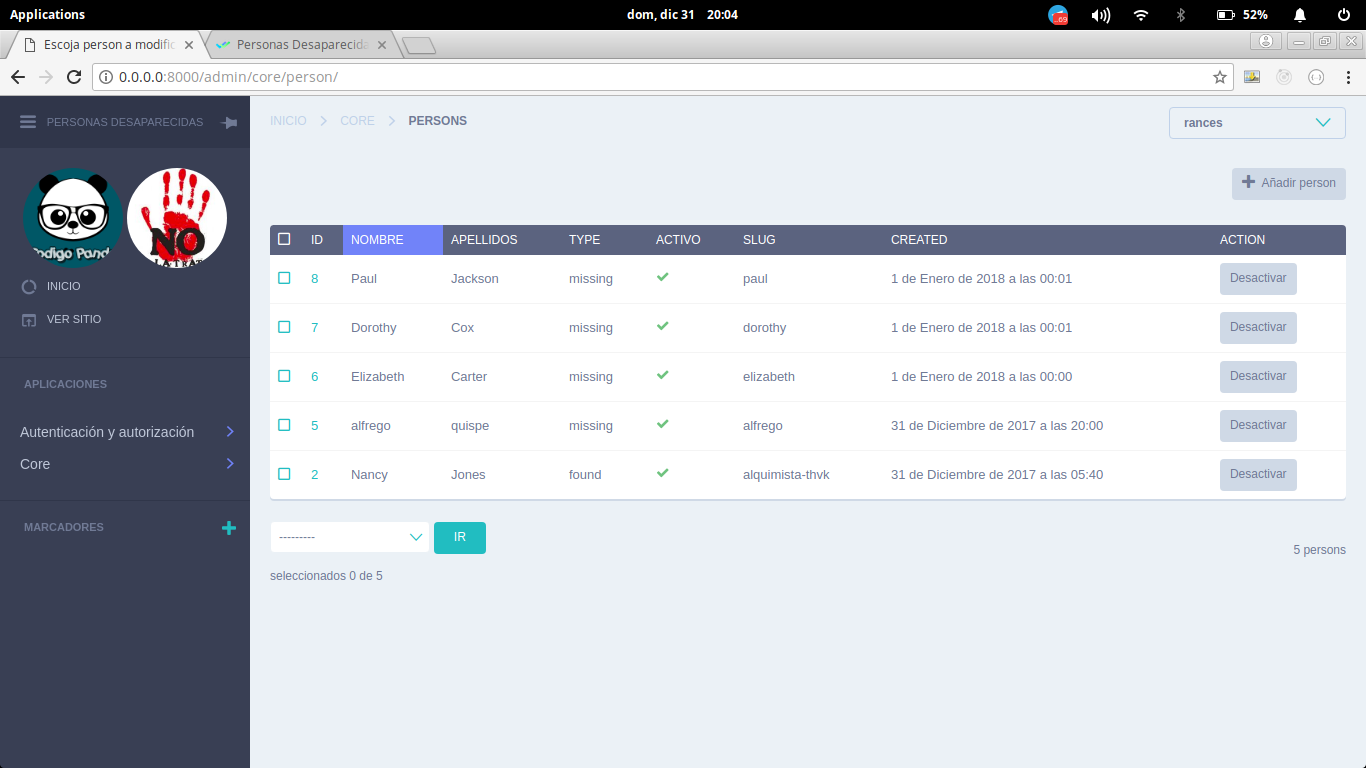 Applications
dom, dic 31 20:04
69
52%
Escoja person a modific
Personas Desaparecida
0.0.0.0:8000/admin/core/person/
PERSONAS DESAPARECIDAS
INICIO
CORE
PERSONS
rances
Añadir person
odigo Pand
NO
LA TRAT
INICIO
VER SITIO
APLICACIONES
Autenticación y autorización
Core
MARCADORES
ID NOMBRE APELLIDOS TYPE ACTIVO SLUG CREATED ACTION
8 Paul Jackson missing paul 1 de Enero de 2018 a las 00:01 Desactivar
7 Dorothy Cox missing dorothy 1 de Enero de 2018 a las 00:01 Desactivar
6 Elizabeth Carter missing elizabeth 1 de Enero de 2018 a las 00:00 Desactivar
5 alfrego quispe missing alfrego 31 de Diciembre de 2017 a las 20:00 Desactivar
2 Nancy Jones found alquimista-thvk 31 de Diciembre de 2017 a las 05:40 Desactivar
--------- IR
5 persons
seleccionados 0 de 5